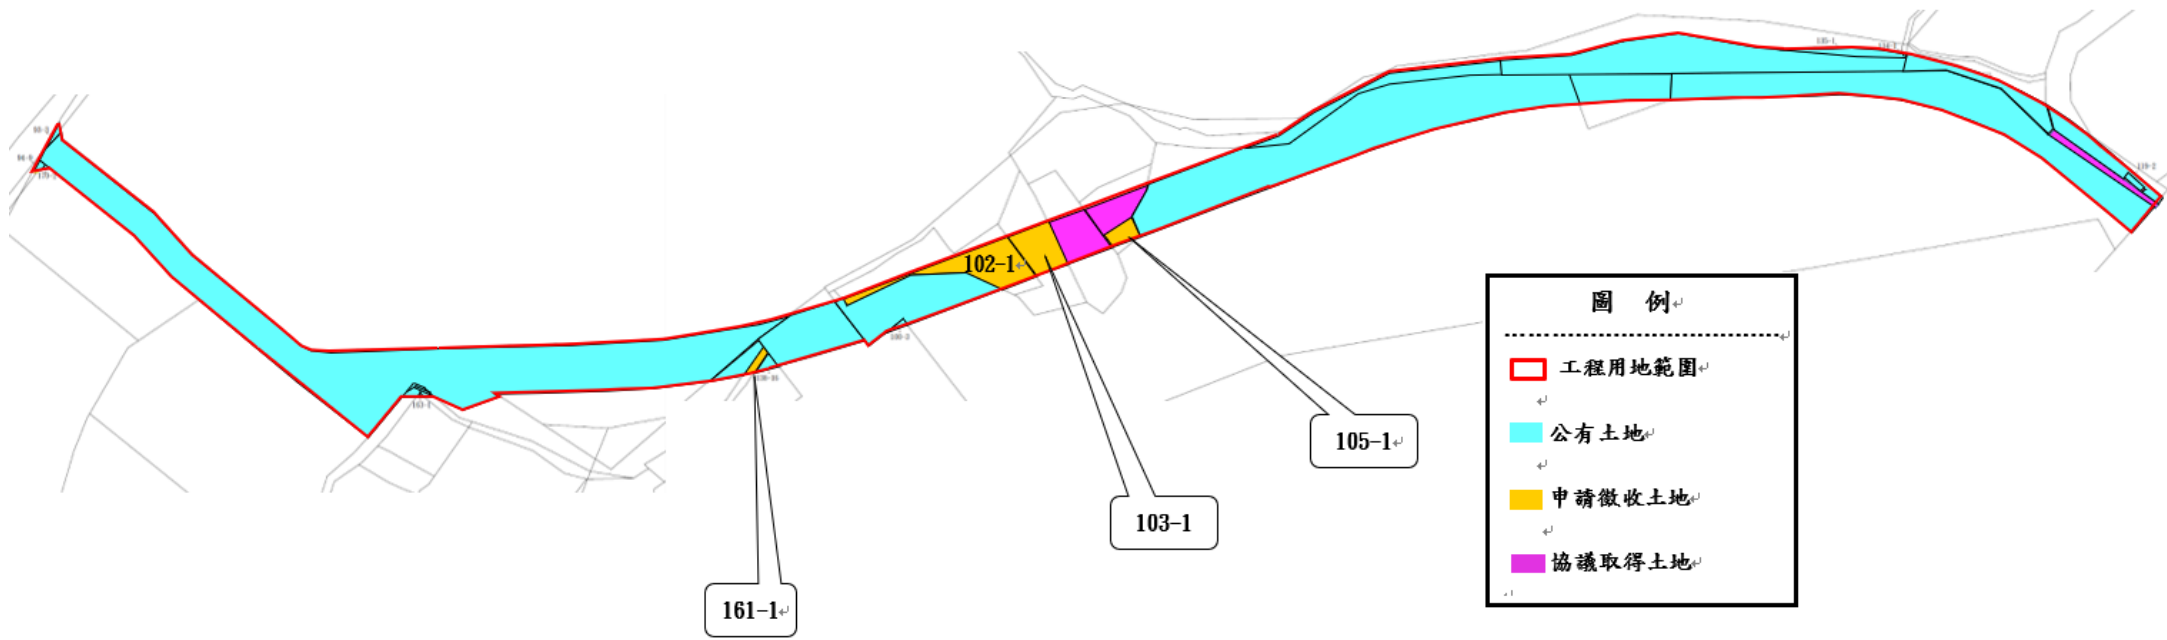 102-1
105-1
103-1
161-1
圖 例
工程用地範圍
公有土地
申請徵收土地
協議取得土地